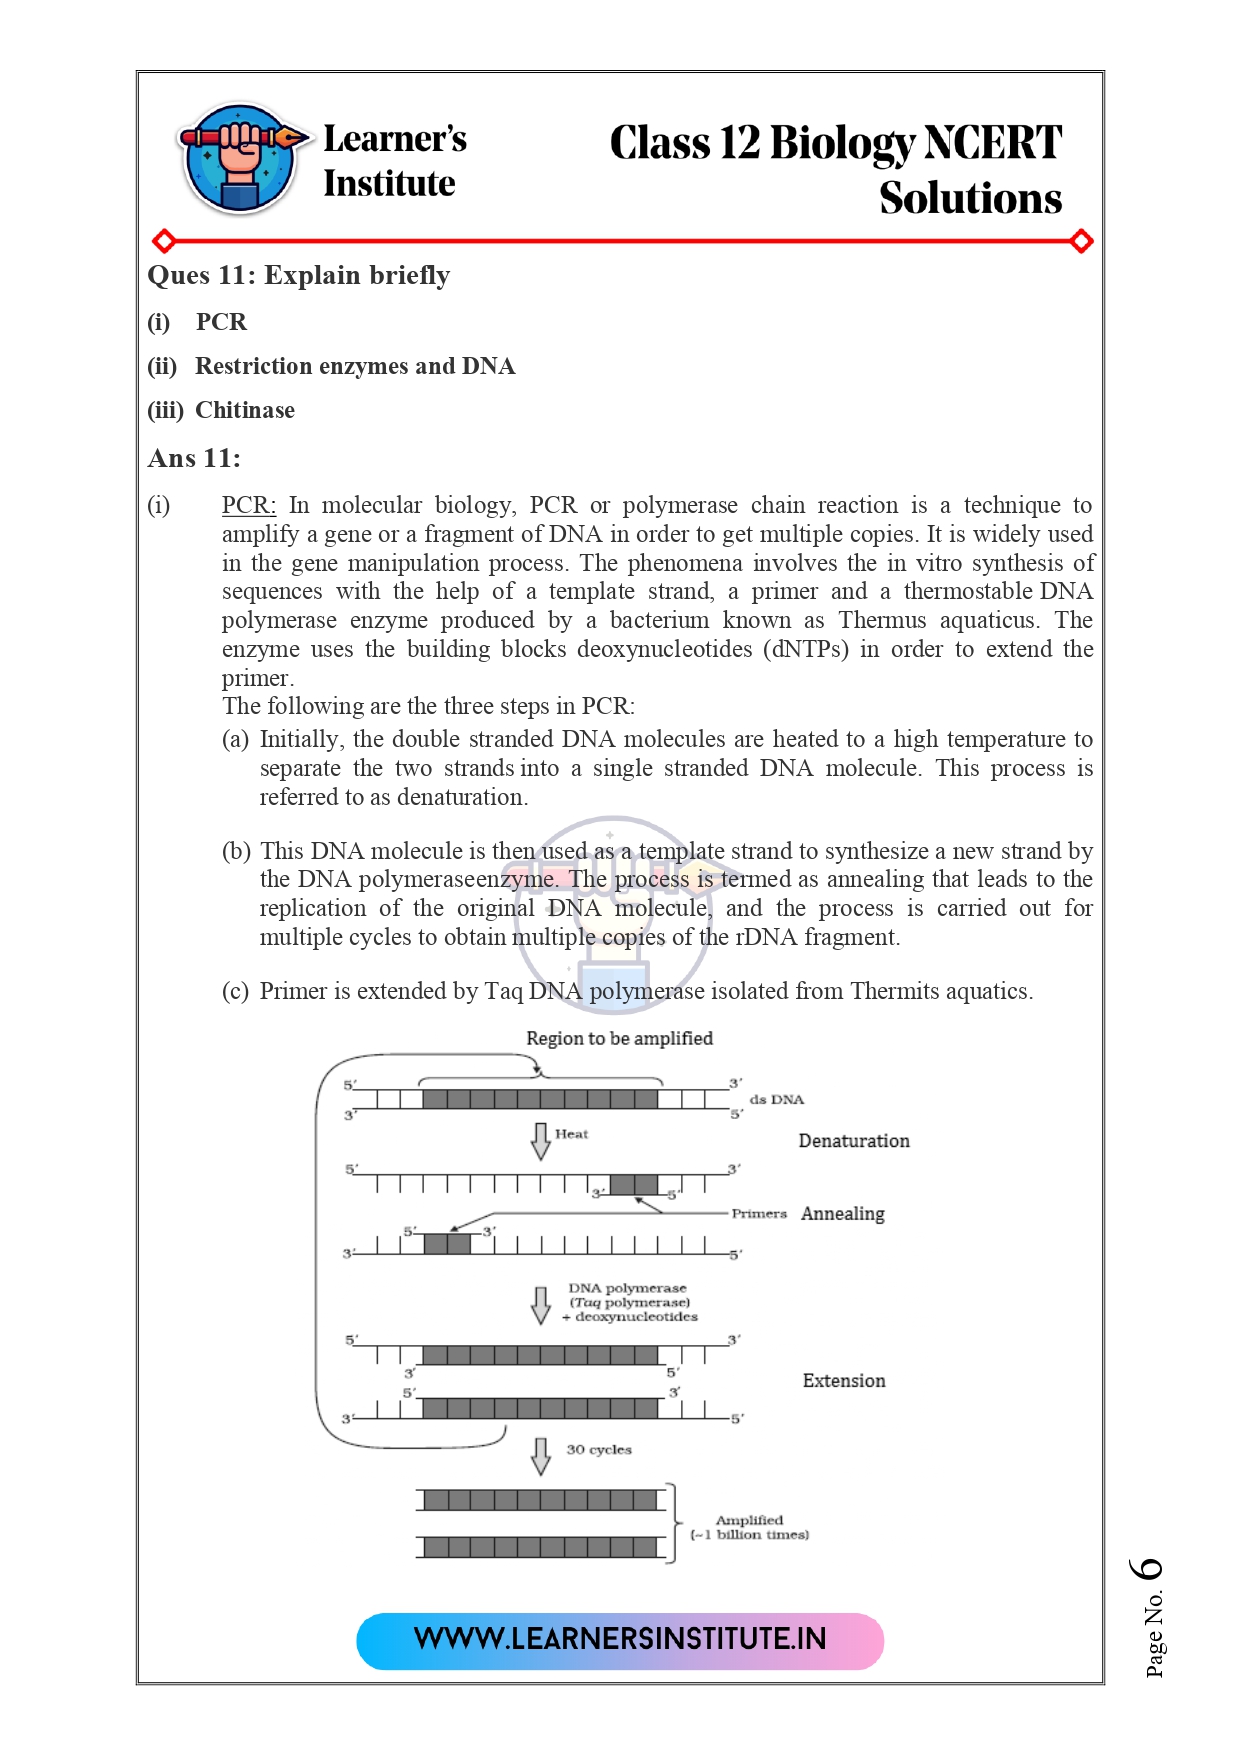 Learner's
Institute
Class 12 Biology NCERT
Solutions
Ques 11: Explain briefly
(i) PCR
(ii) Restriction enzymes and DNA
(iii) Chitinase
Ans 11:
(i) PCR: In molecular biology, PCR or polymerase chain reaction is a technique to
amplify a gene or a fragment of DNA in order to get multiple copies. It is widely used
in the gene manipulation process. The phenomena involves the in vitro synthesis of
sequences with the help of a template strand, a primer and a thermostable DNA
polymerase enzyme produced by a bacterium known as Thermus aquaticus. The
enzyme uses the building blocks deoxynucleotides (dNTPs) in order to extend the
primer.
The following are the three steps in PCR:
(a) Initially, the double stranded DNA molecules are heated to a high temperature to
separate the two strands into a single stranded DNA molecule. This process is
referred to as denaturation.
(b) This DNA molecule is then used as a template strand to synthesize a new strand by
the DNA polymeraseenzyme. The process is termed as annealing that leads to the
replication of the original DNA molecule, and the process is carried out for
multiple cycles to obtain multiple copies of the rDNA fragment.
(c) Primer is extended by Taq DNA polymerase isolated from Thermits aquatics.
Region to be amplified
5′ 3′
ds DNA
3′ 5′
Heat
Denaturation
5′ 3′
3′ 5′
Primers Annealing
5′ 3′
3′ 5′
DNA polymerase
(Taq polymerase)
+ deoxynucleotides
5′ 3′
3′ 5′
Extension
5′ 3′
3′ 5′
30 cycles
Amplified
(~1 billion times)
WWW.LEARNERSINSTITUTE.IN
Page No. 6